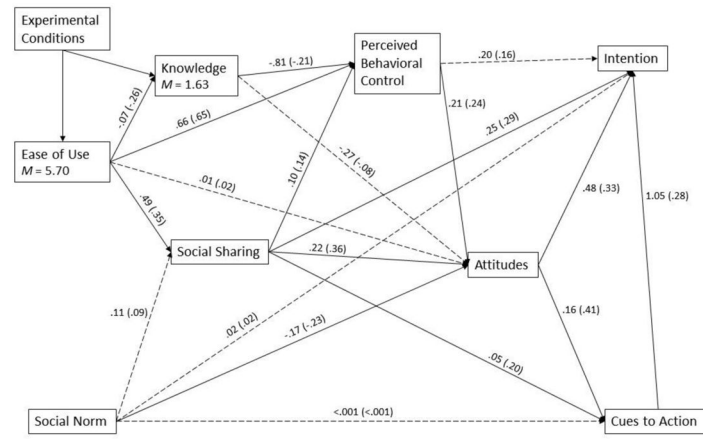 Experimental
Conditions
Knowledge
M = 1.63
Perceived
Behavioral
Control
Intention
-.81 (-.21)
.20 (.16)
-.07 (-.26)
.66 (.65)
.21 (.24)
.25 (.29)
Ease of Use
M = 5.70
.10 (.14)
-.27 (-.08)
.01 (.02)
.49 (.35)
.48 (.33)
1.05 (.28)
Social Sharing
.22 (.36)
Attitudes
.11 (.09)
.02 (.02)
-.17 (-.23)
.16 (.41)
.05 (.20)
Social Norm
<.001 (<.001)
Cues to Action